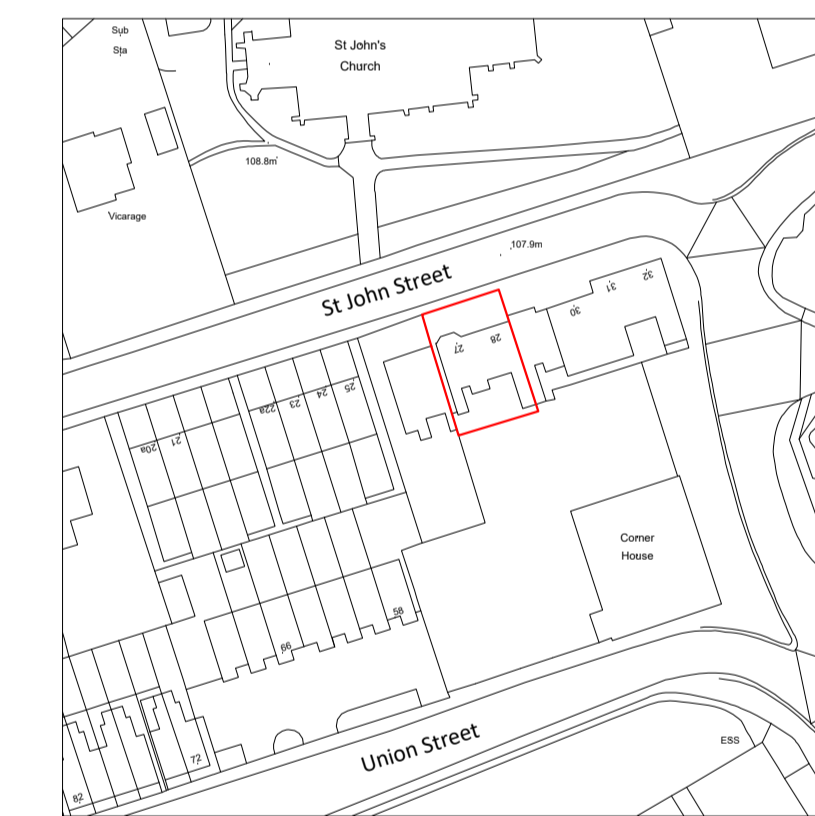 Sub
Sta
St John's
Church
108.8m
Vicarage
107.9m
St John Street
32
31
30
28
27
25
24
23
22a
21
20a
Corner
House
58
66
72
82
Union Street
ESS